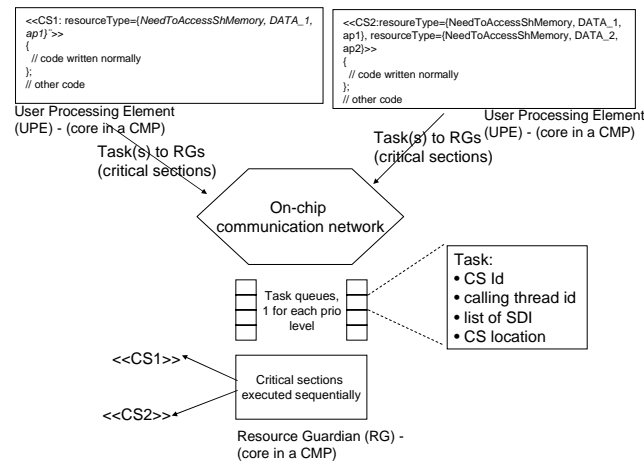 <<CS1: resourceType={NeedToAccessShMemory, DATA_1,
ap1}¨>>
{
// code written normally
};
// other code
User Processing Element
(UPE) - (core in a CMP)
Task(s) to RGs
(critical sections)
<<CS2:resoureType={NeedToAccessShMemory, DATA_1,
ap1}, resourceType={NeedToAccessShMemory, DATA_2,
ap2}>>
{
// code written normally
};
// other code
User Processing Element
(UPE) - (core in a CMP)
Task(s) to RGs
(critical sections)
On-chip
communication network
Task queues,
1 for each prio
level
Task:
• CS Id
• calling thread id
• list of SDI
• CS location
<<CS1>>
<<CS2>>
Critical sections
executed sequentially
Resource Guardian (RG) -
(core in a CMP)